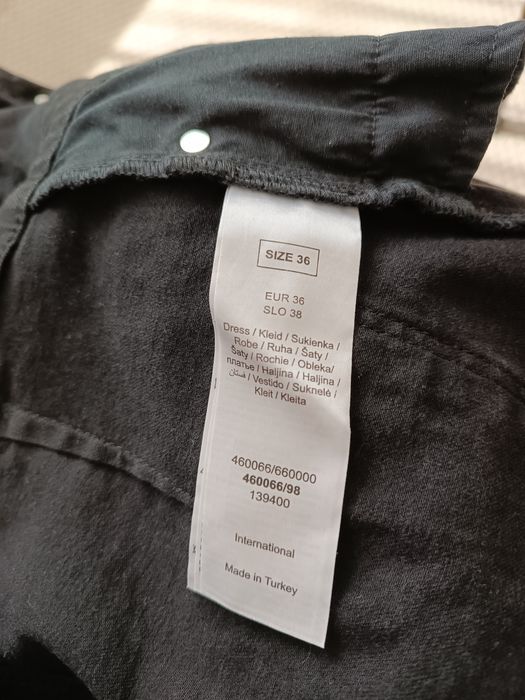 SIZE 36
EUR 36
SLO 38
Dress / Kleid / Sukienka /
Robe / Ruha / Šaty /
Šaty / Rochie / Obleka/
платье / Haljina / Haljina /
فستان / Vestido / Suknelė /
Kleit / Kleita
460066/660000
460066/98
139400
International
Made in Turkey